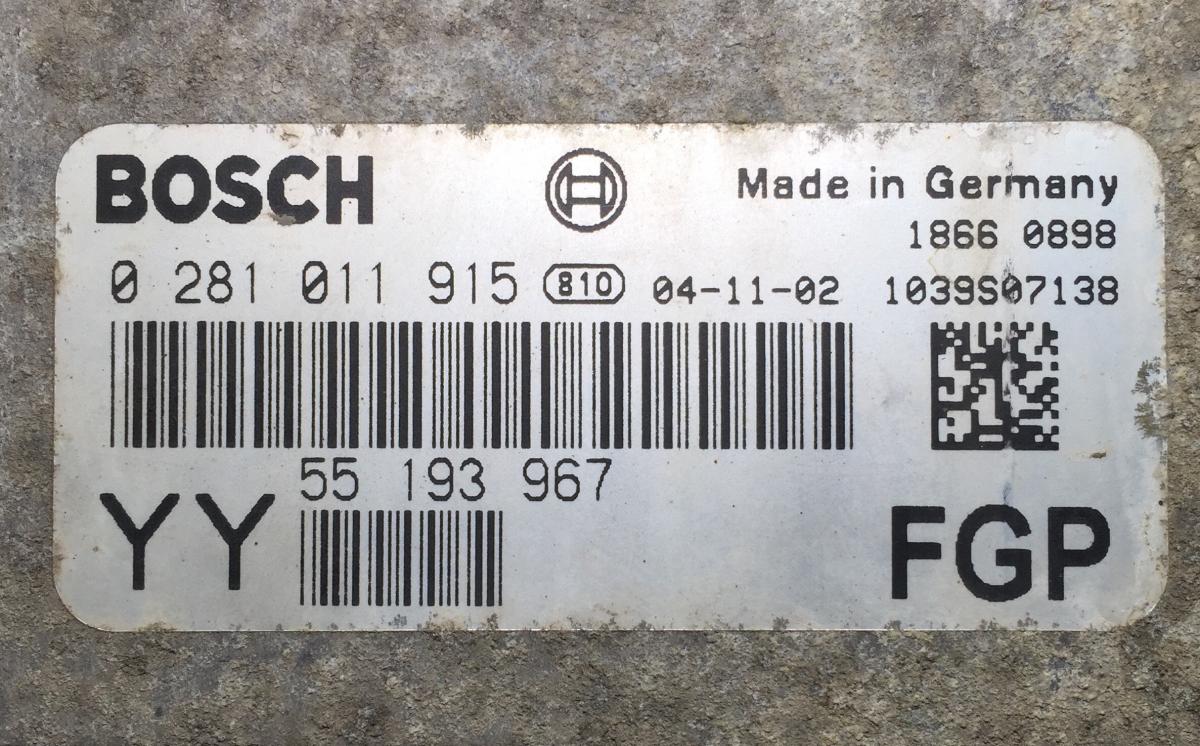 BOSCH
Made in Germany
1866 0898
0 281 011 915 810 04-11-02 1039S07138
55 193 967
YY
FGP